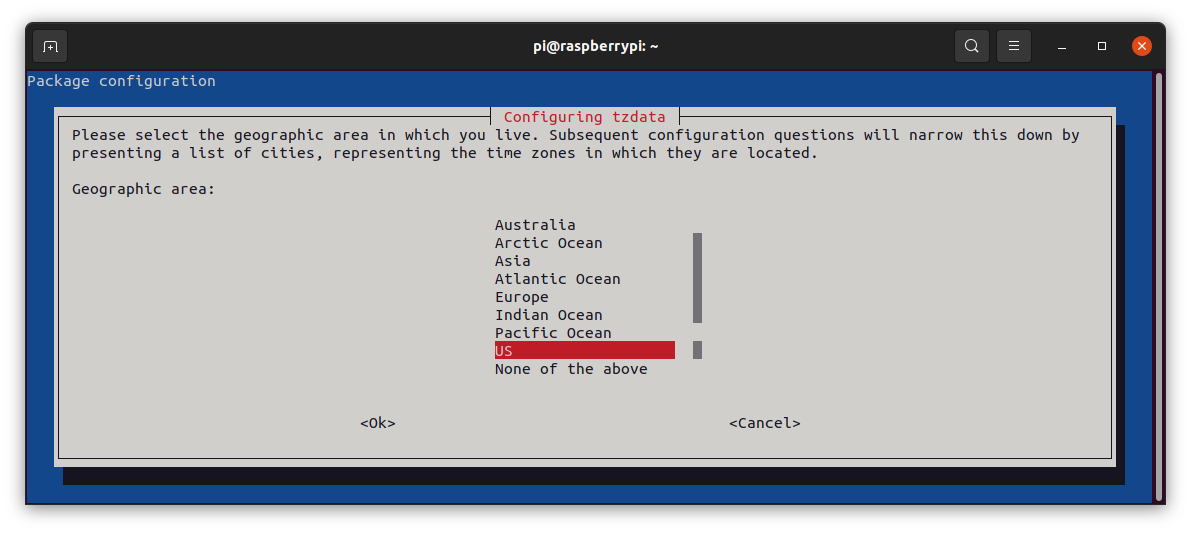 pi@raspberrypi: ~
Package configuration
Configuring tzdata
Please select the geographic area in which you live. Subsequent configuration questions will narrow this down by
presenting a list of cities, representing the time zones in which they are located.
Geographic area:
Australia
Arctic Ocean
Asia
Atlantic Ocean
Europe
Indian Ocean
Pacific Ocean
US
None of the above
<Ok> <Cancel>